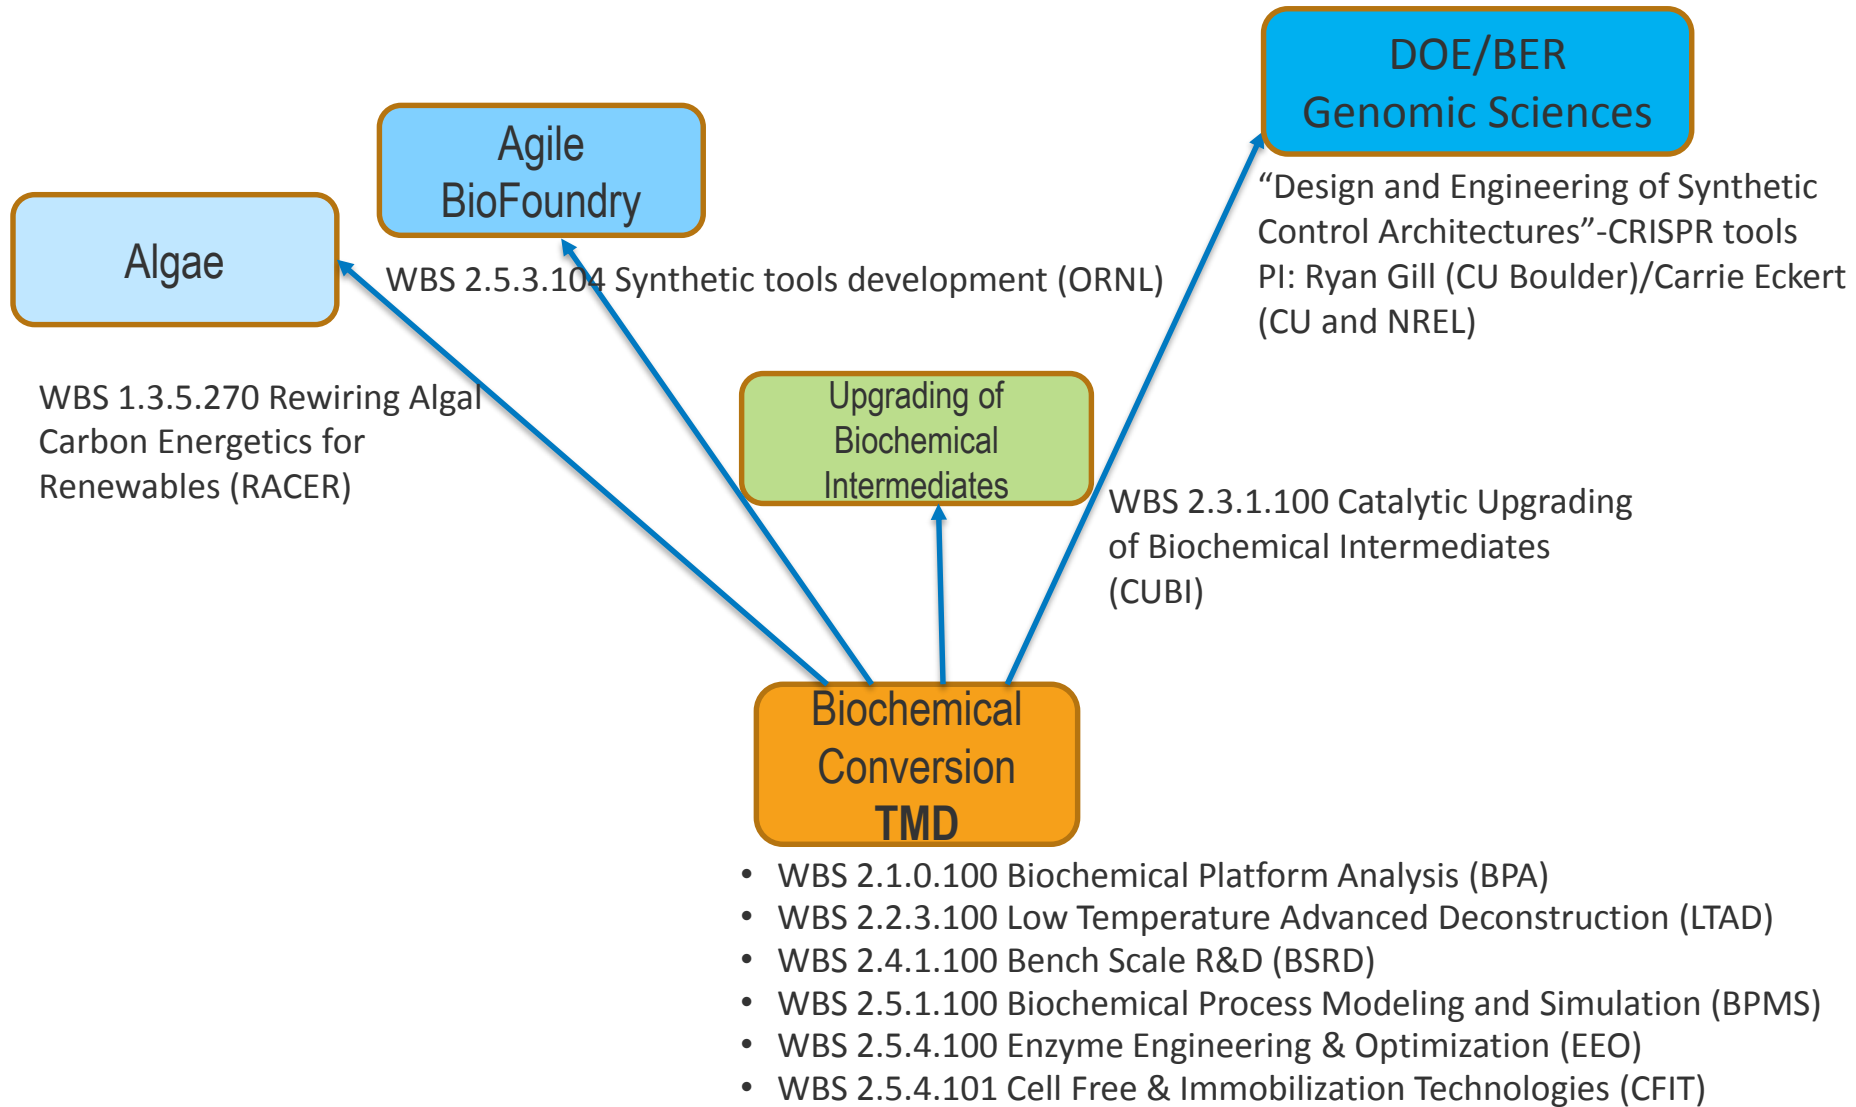 DOE/BER
Genomic Sciences
Agile
BioFoundry
Algae
“Design and Engineering of Synthetic
Control Architectures”-CRISPR tools
PI: Ryan Gill (CU Boulder)/Carrie Eckert
(CU and NREL)
WBS 2.5.3.104 Synthetic tools development (ORNL)
WBS 1.3.5.270 Rewiring Algal
Carbon Energetics for
Renewables (RACER)
Upgrading of
Biochemical
Intermediates
WBS 2.3.1.100 Catalytic Upgrading
of Biochemical Intermediates
(CUBI)
Biochemical
Conversion
TMD
• WBS 2.1.0.100 Biochemical Platform Analysis (BPA)
• WBS 2.2.3.100 Low Temperature Advanced Deconstruction (LTAD)
• WBS 2.4.1.100 Bench Scale R&D (BSRD)
• WBS 2.5.1.100 Biochemical Process Modeling and Simulation (BPMS)
• WBS 2.5.4.100 Enzyme Engineering & Optimization (EEO)
• WBS 2.5.4.101 Cell Free & Immobilization Technologies (CFIT)